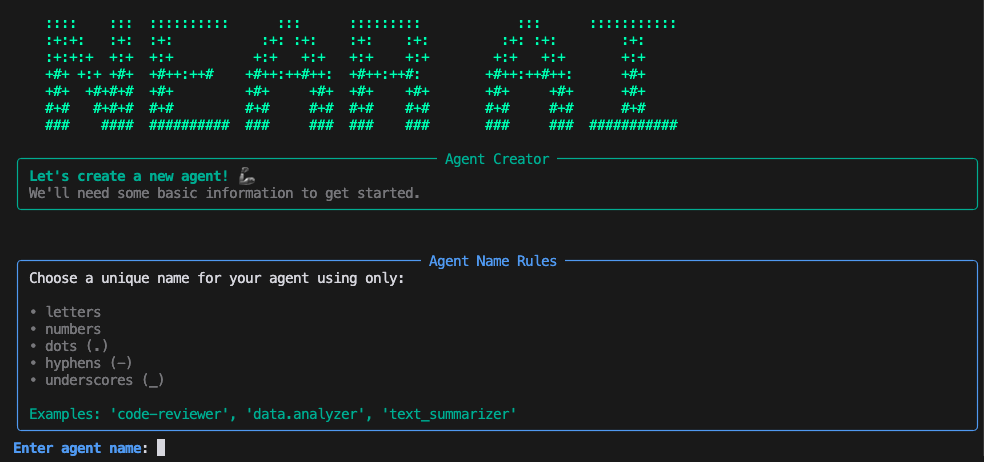 NEAR AI
Agent Creator
Let's create a new agent! 🦾
We'll need some basic information to get started.
Agent Name Rules
Choose a unique name for your agent using only:
• letters
• numbers
• dots (.)
• hyphens (-)
• underscores (_)
Examples: 'code-reviewer', 'data.analyzer', 'text_summarizer'
Enter agent name: